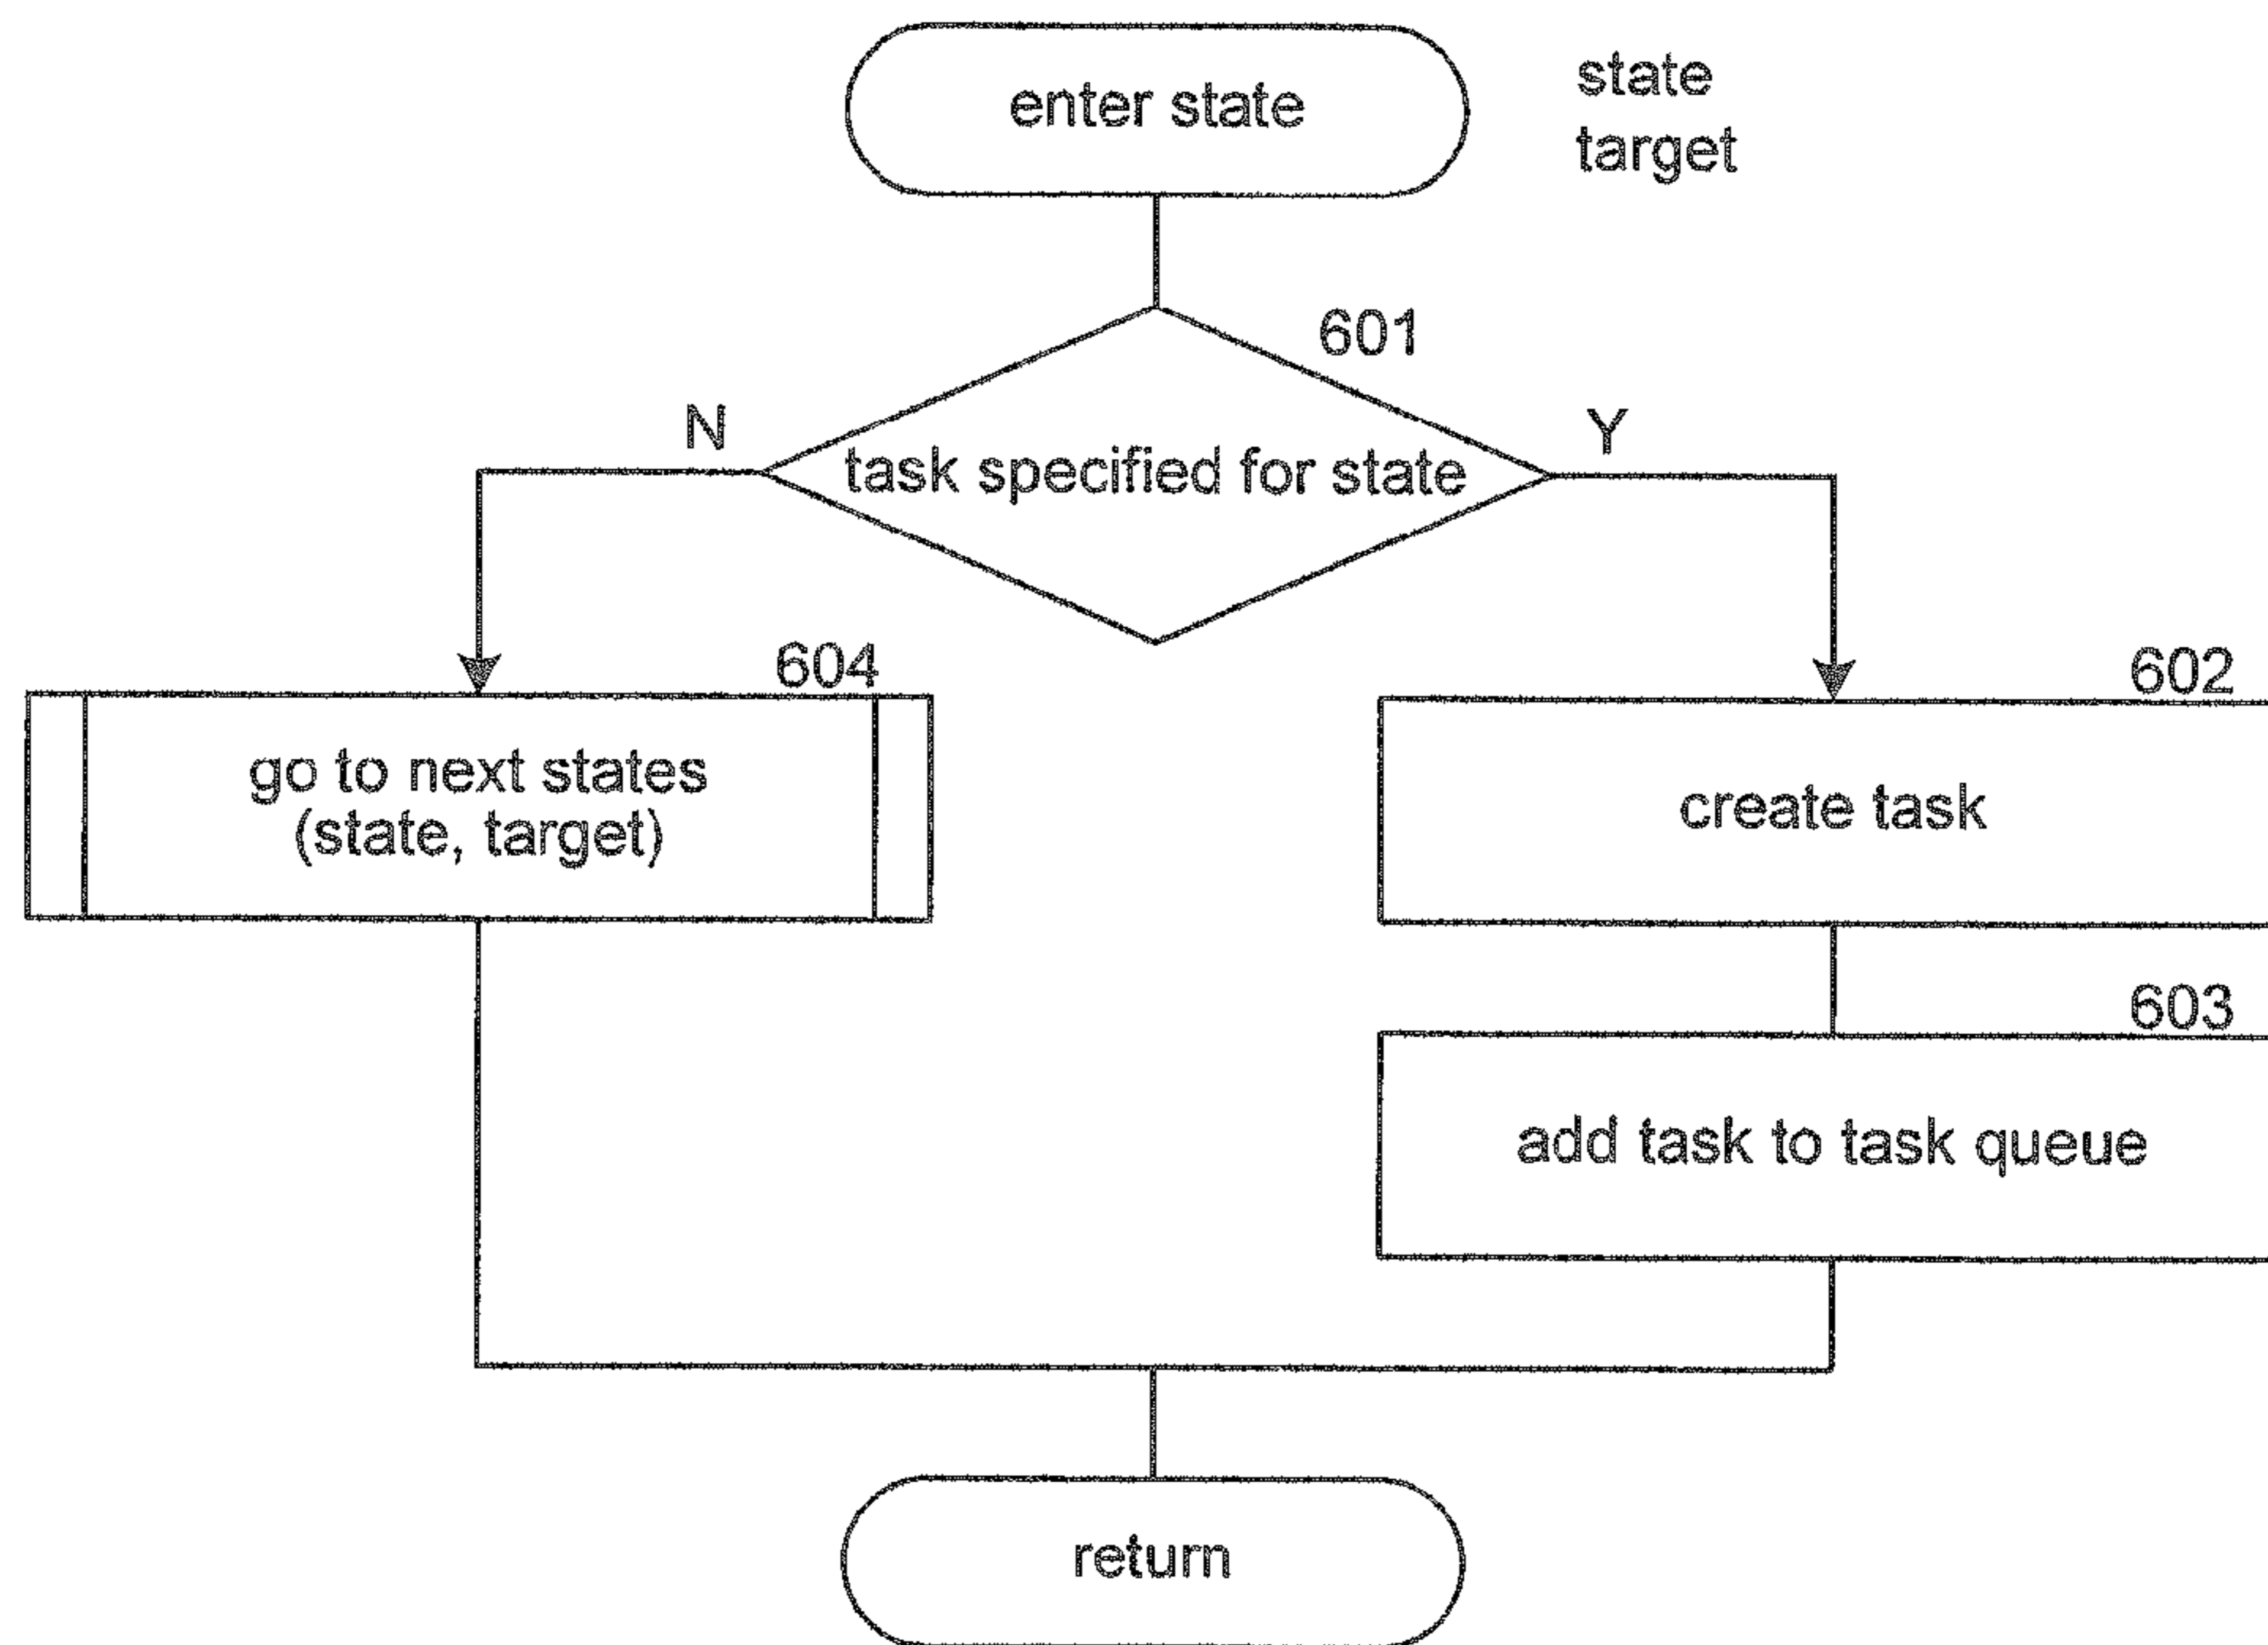 enter state
state
target
601
N
Y
task specified for state
604
602
go to next states
(state, target)
create task
603
add task to task queue
return